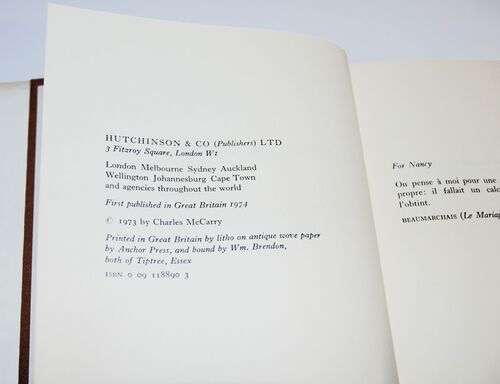 HUTCHINSON & CO (Publishers) LTD
3 Fitzroy Square, London W1
London Melbourne Sydney Auckland
Wellington Johannesburg Cape Town
and agencies throughout the world
First published in Great Britain 1974
© 1973 by Charles McCarry
Printed in Great Britain by litho on antique wove paper
by Anchor Press, and bound by Wm. Brendon,
both of Tiptree, Essex
ISBN 0 09 118890 3
For Nancy
On pense à moi pour une
propre: il fallait un
l'obtint.
BEAUMARCHAIS (Le